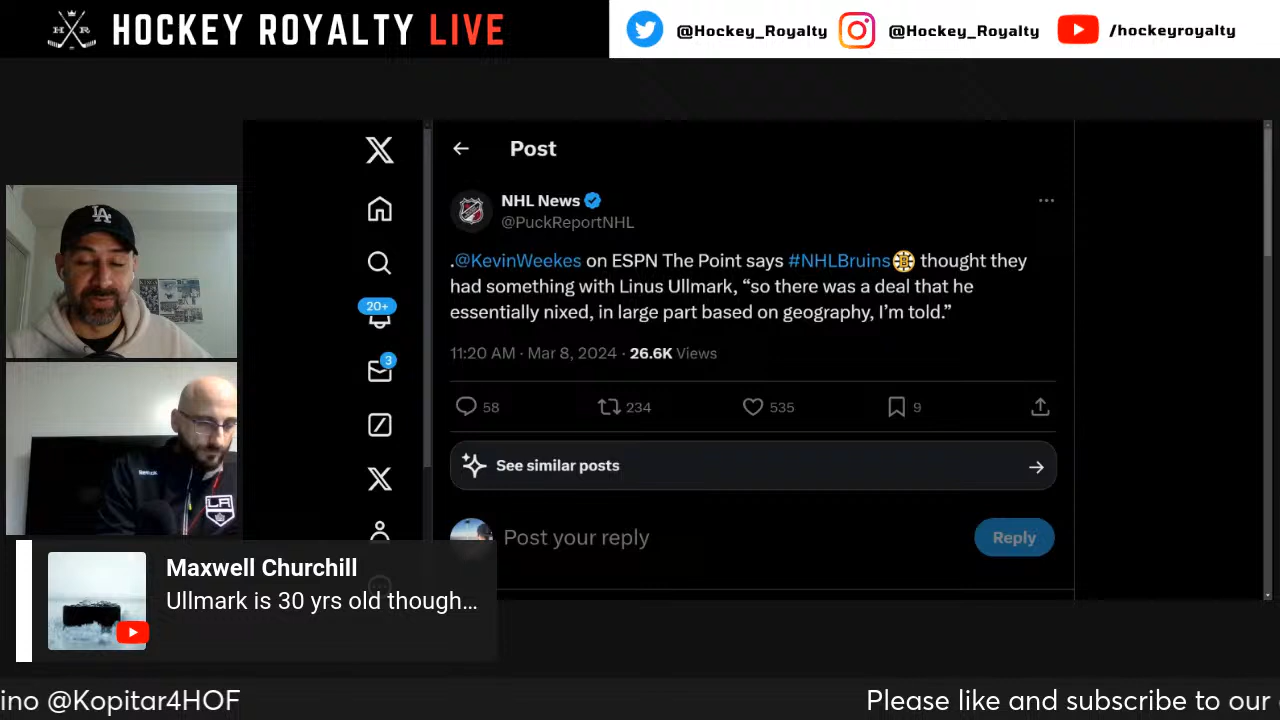 HOCKEY ROYALTY LIVE
@Hockey_Royalty
@Hockey_Royalty
/hockeyroyalty
Post
NHL News
@PuckReportNHL
.@KevinWeekes on ESPN The Point says #NHLBruins thought they
had something with Linus Ullmark, “so there was a deal that he
essentially nixed, in large part based on geography, I’m told.”
11:20 AM · Mar 8, 2024 · 26.6K Views
58
234
535
9
See similar posts
Post your reply
Reply
20+
3
LA
LA
Maxwell Churchill
Ullmark is 30 yrs old though…
ino @Kopitar4HOF
Please like and subscribe to our